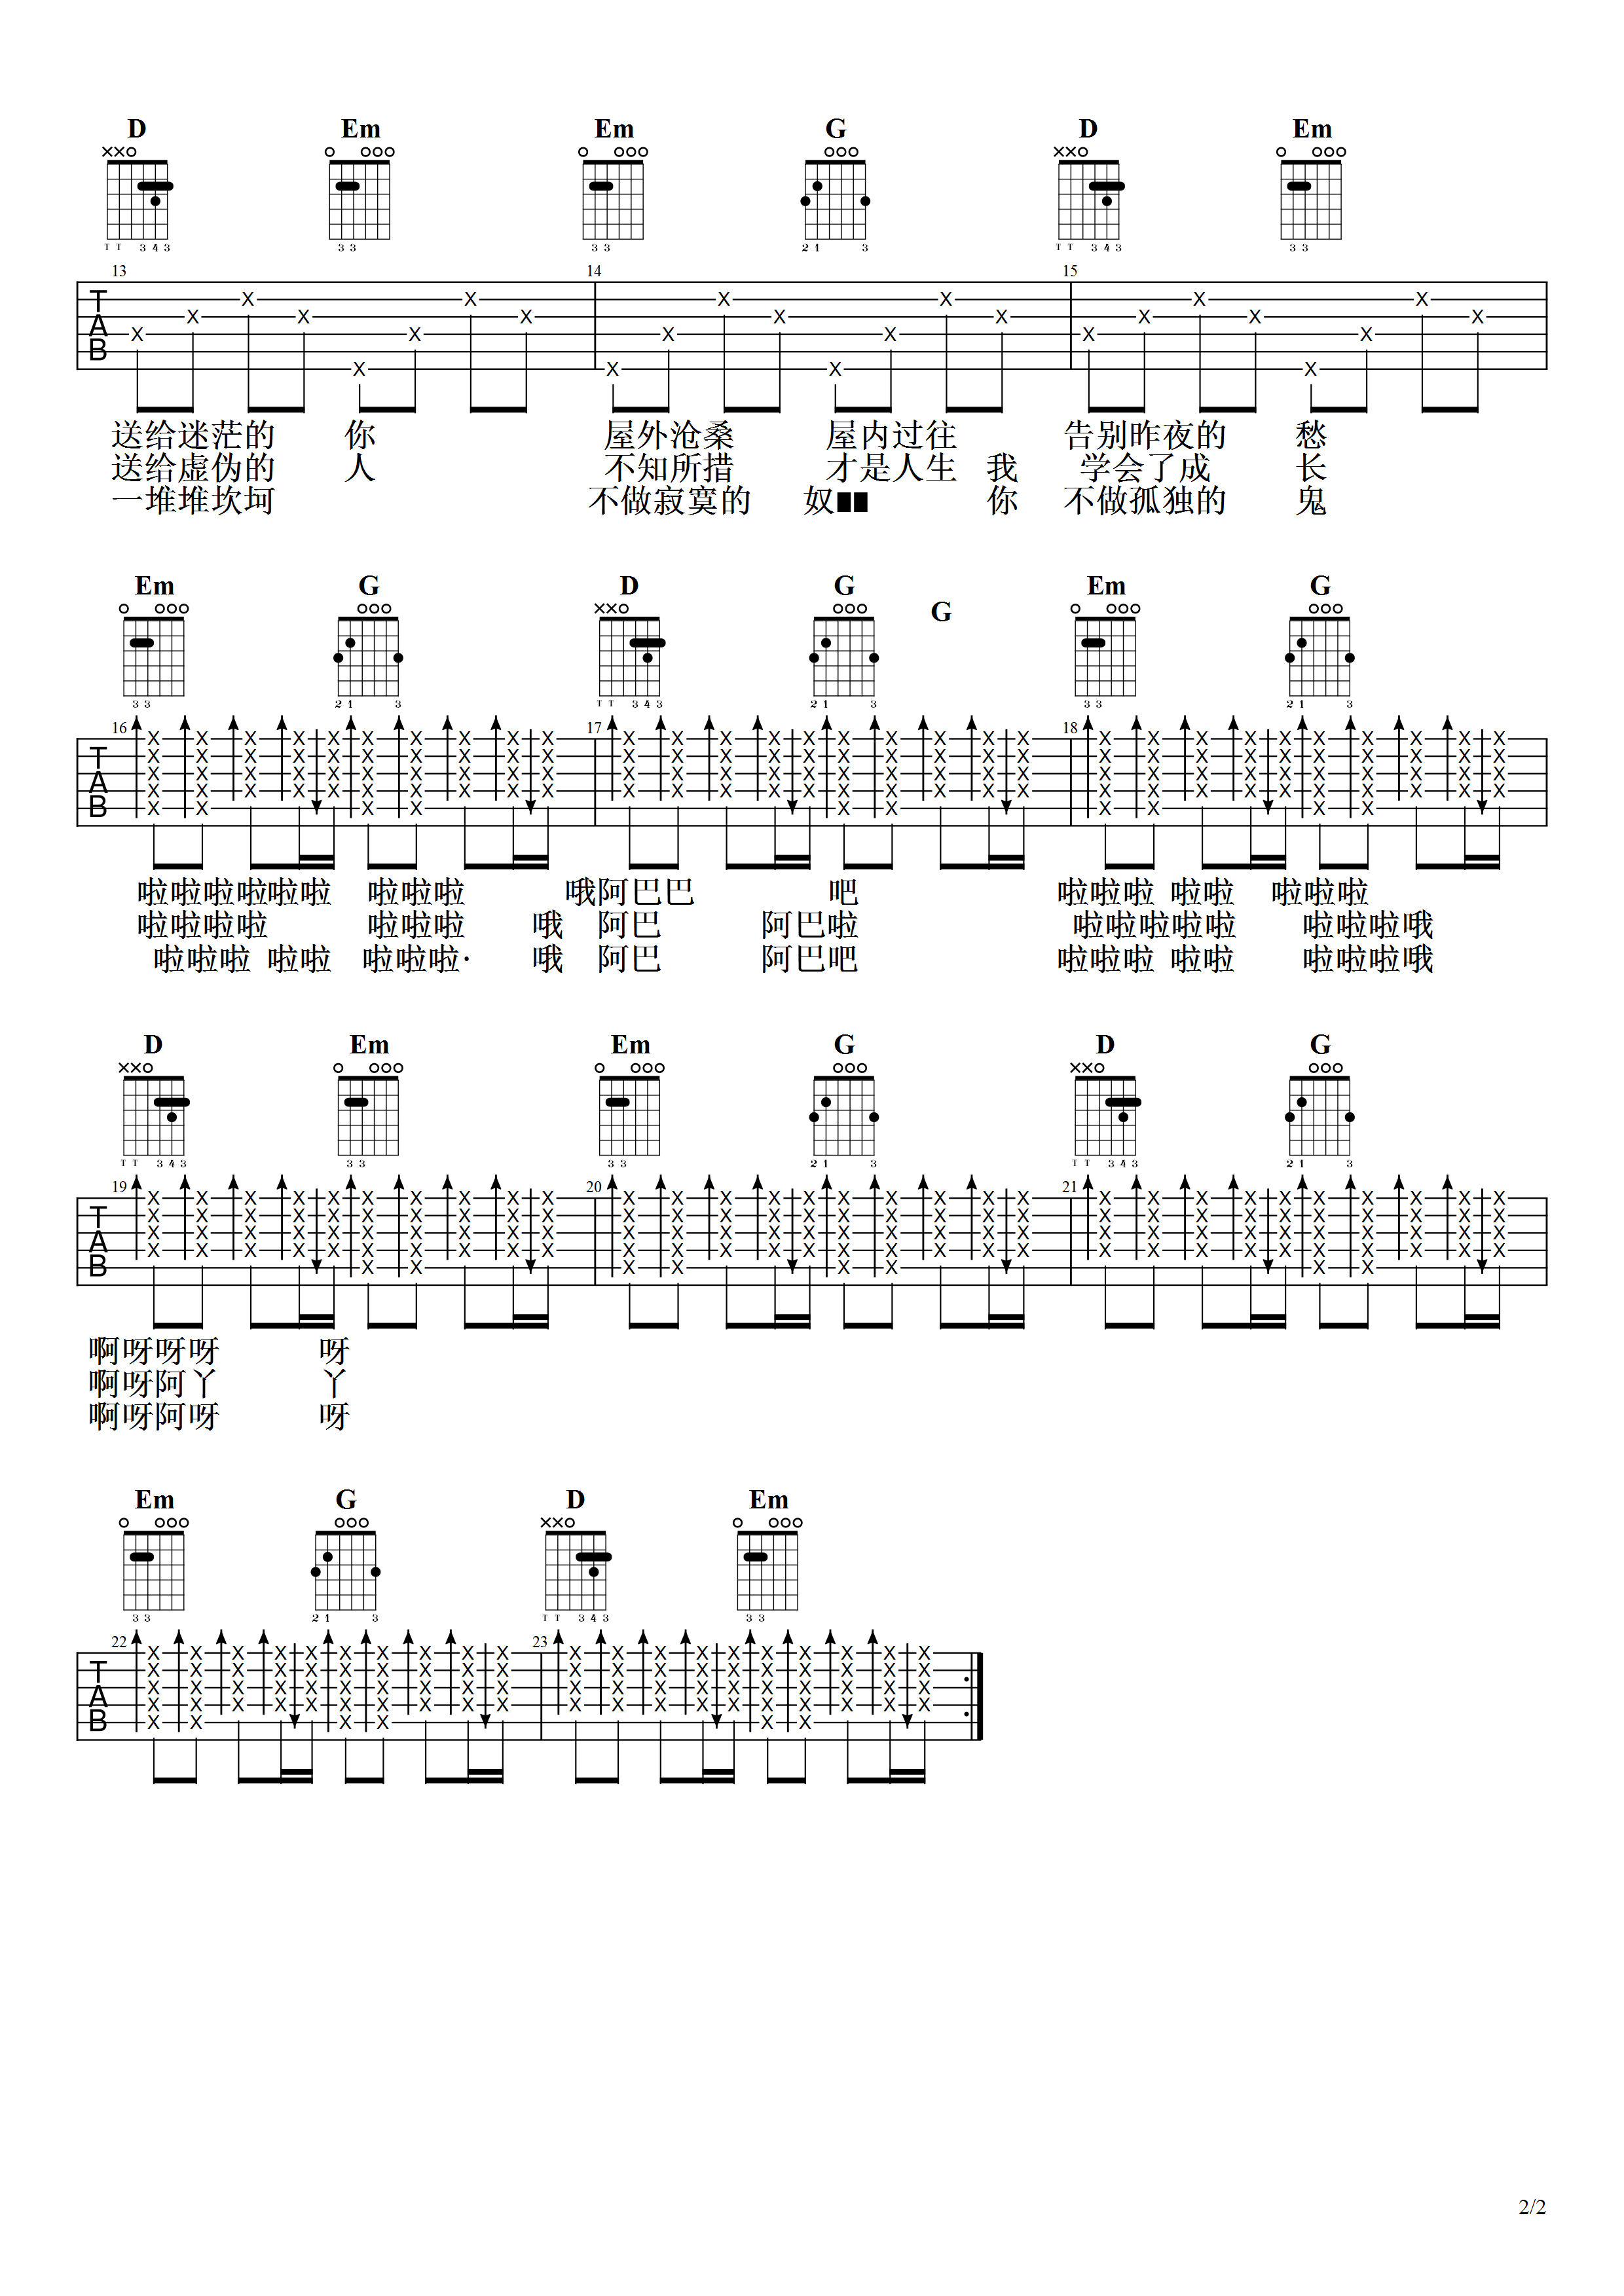 D Em Em G D Em
13 14 15
T
A
B
送给迷茫的 你 屋外沧桑 屋内过往 告别昨夜的 愁
送给虚伪的 人 不知所措 才是人生 我 学会了成 长
一堆堆坎坷 不做寂寞的 奴■■ 你 不做孤独的 鬼
Em G D G G Em G
16 17 18
T
A
B
啦啦啦啦啦啦 啦啦啦 哦阿巴巴 吧 啦啦啦 啦啦 啦啦啦
啦啦啦啦 啦啦啦 哦 阿巴 阿巴啦 啦啦啦啦啦 啦啦啦哦
啦啦啦 啦啦 啦啦啦· 哦 阿巴 阿巴吧 啦啦啦 啦啦 啦啦啦哦
D Em Em G D G
19 20 21
T
A
B
啊呀呀呀 呀
啊呀阿丫 丫
啊呀阿呀 呀
Em G D Em
22 23
T
A
B
2/2